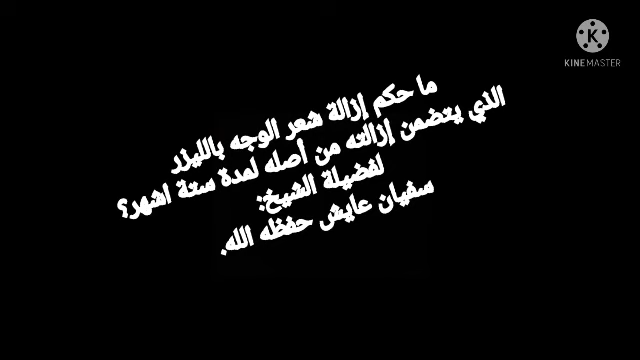 KINEMASTER
ما حكم إزالة شعر الوجه بالليزر
الذي يتضمن إزالته من أصله لمدة ستة اشهر؟
لفضيلة الشيخ:
سفيان عايش حفظه الله.